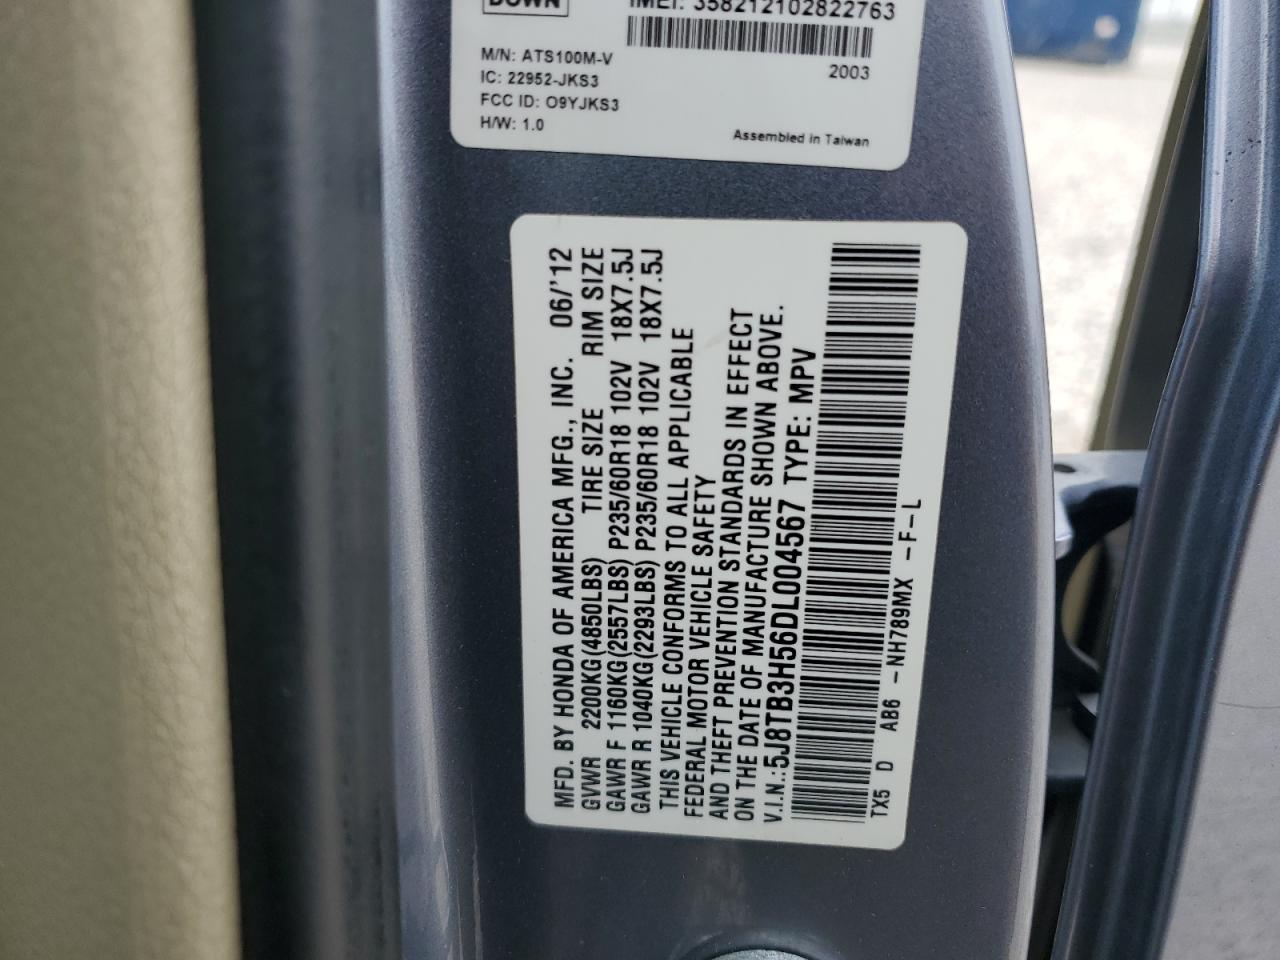 DOWN
IMEI: 358212102822763
M/N: ATS100M-V
2003
IC: 22952-JKS3
FCC ID: O9YJKS3
H/W: 1.0
Assembled in Taiwan
MFD. BY HONDA OF AMERICA MFG., INC. 06/'12
GVWR 2200KG(4850LBS) TIRE SIZE RIM SIZE
GAWR F 1160KG(2557LBS) P235/60R18 102V 18X7.5J
GAWR R 1040KG(2293LBS) P235/60R18 102V 18X7.5J
THIS VEHICLE CONFORMS TO ALL APPLICABLE
FEDERAL MOTOR VEHICLE SAFETY
AND THEFT PREVENTION STANDARDS IN EFFECT
ON THE DATE OF MANUFACTURE SHOWN ABOVE.
V.I.N.:5J8TB3H56DL004567 TYPE: MPV
TX5 D AB6 -NH789MX -F-L